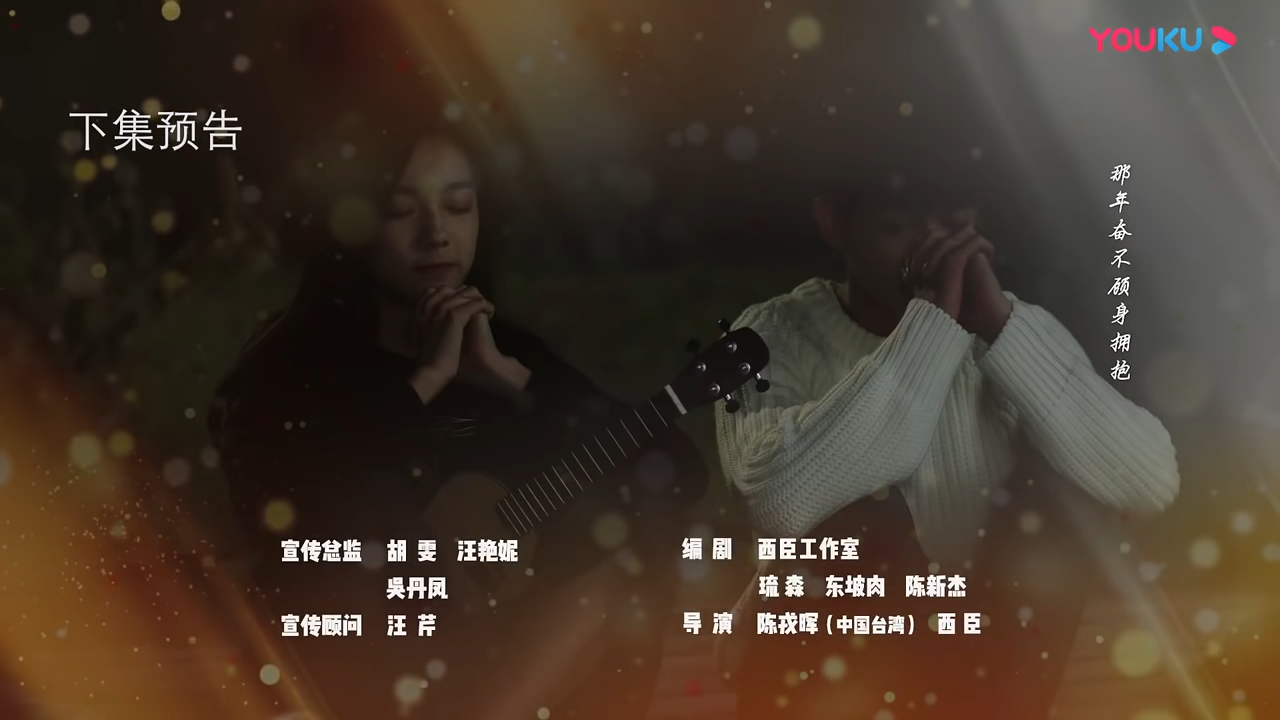 YOUKU
下集预告
那年奋不顾身拥抱
宣传总监 胡雯 汪艳妮
吳丹凤
宣传顾问 汪芹
编剧 西臣工作室
琉森 东坡肉 陈新杰
导演 陈戎晖(中国台湾) 西臣